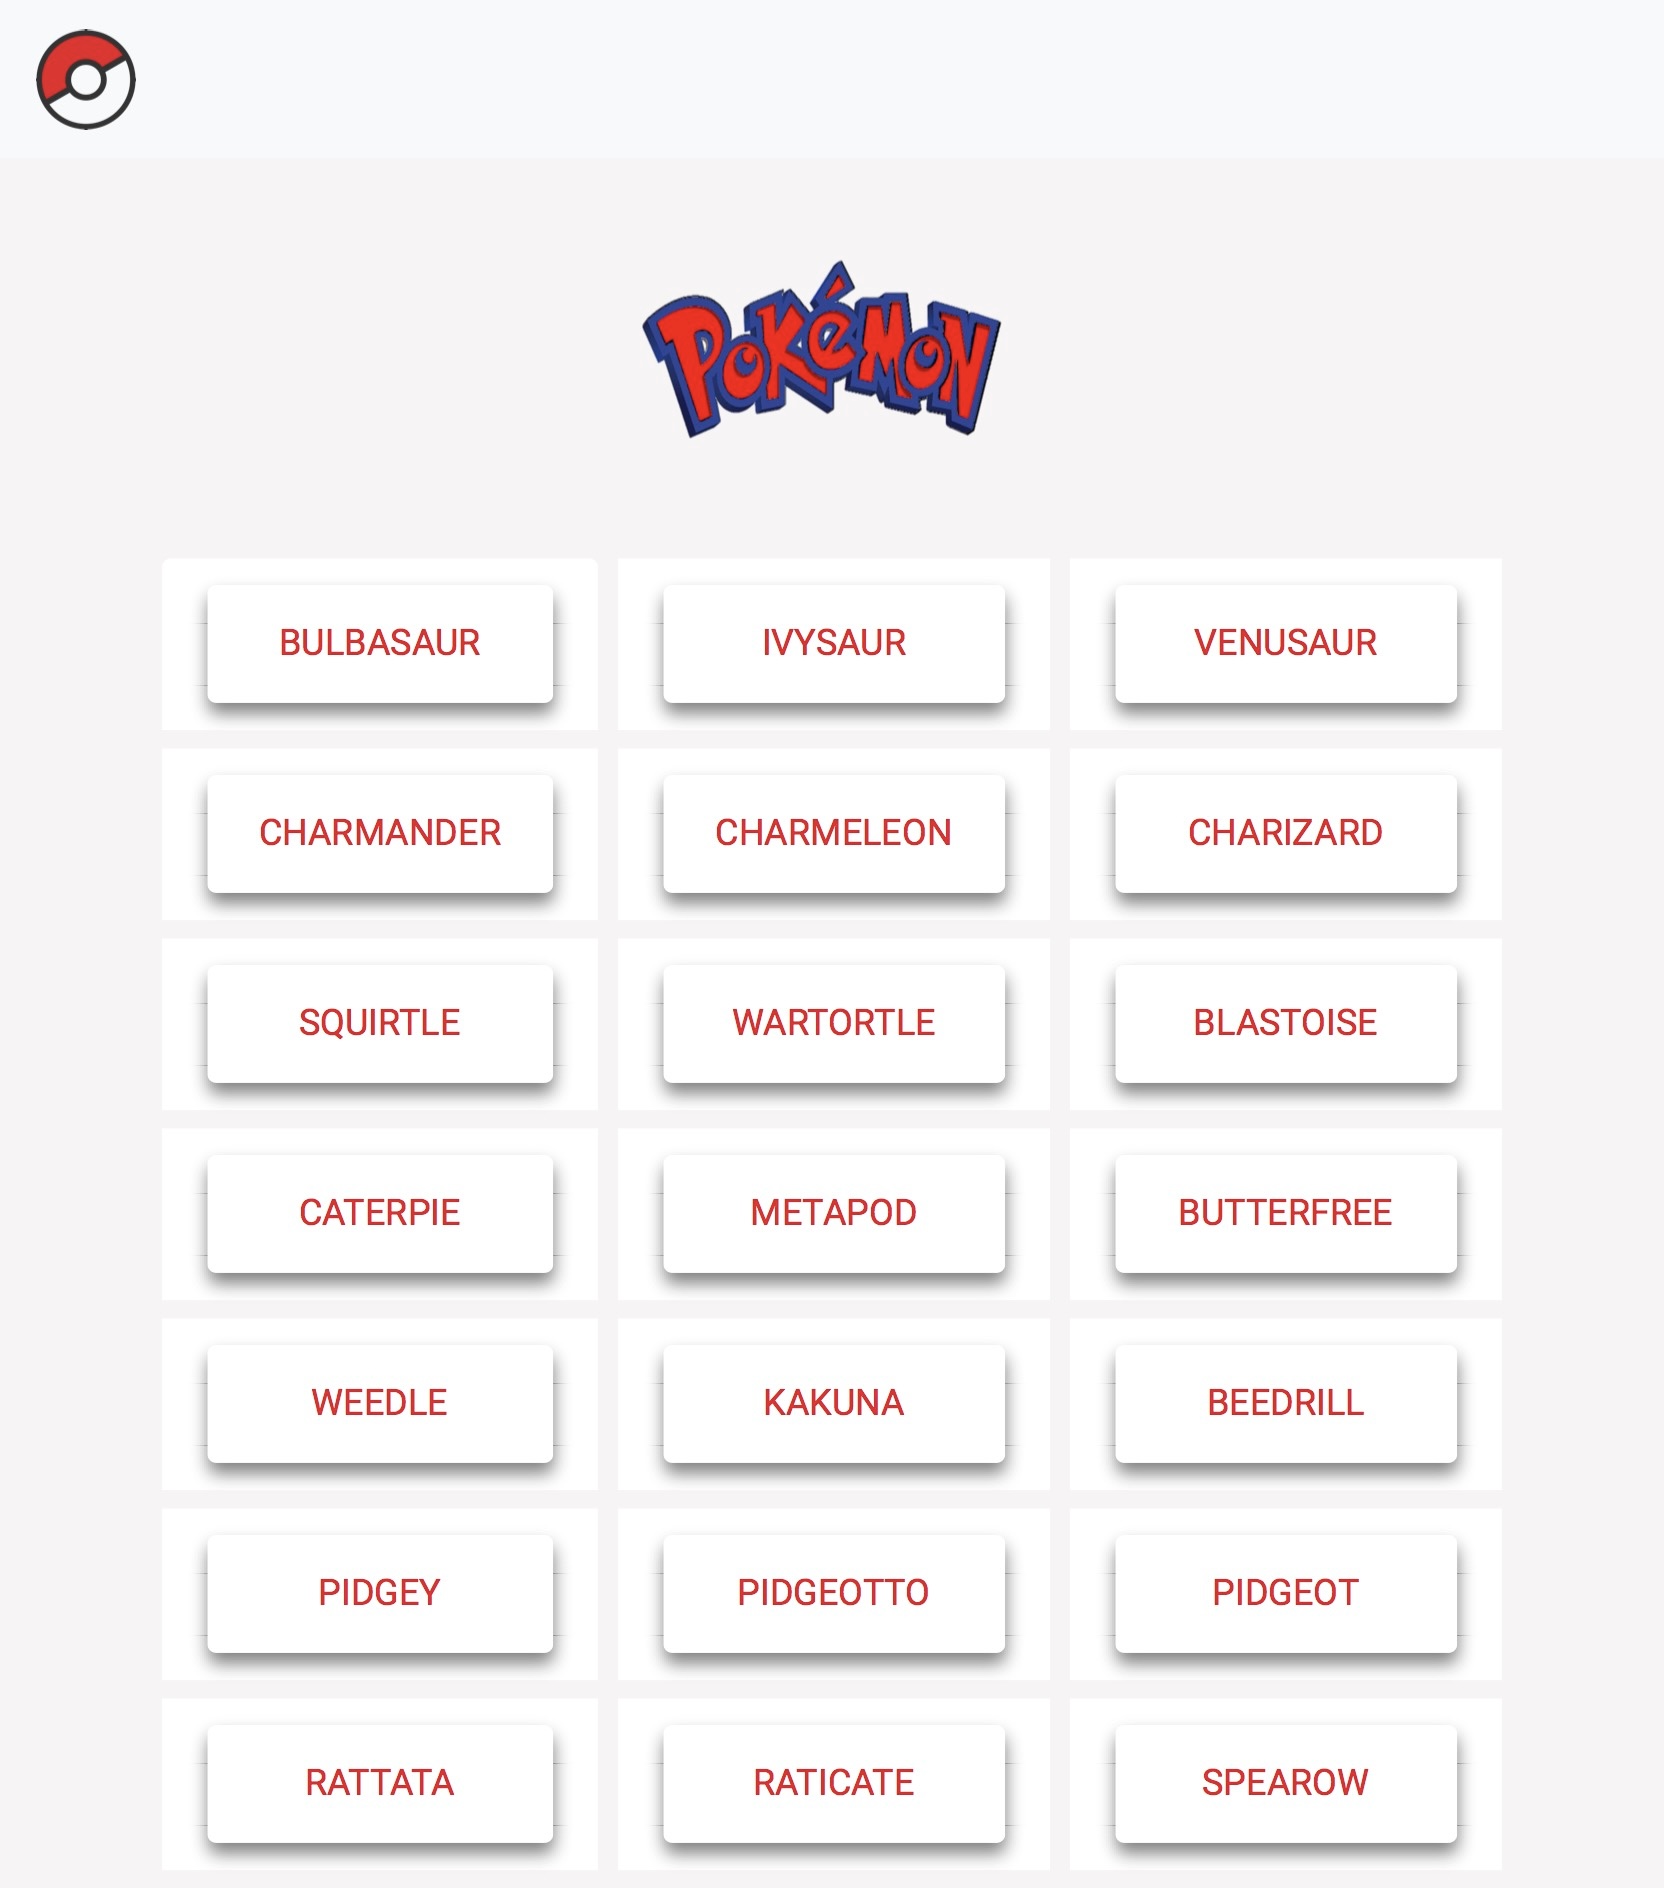 Pokémon
BULBASAUR
IVYSAUR
VENUSAUR
CHARMANDER
CHARMELEON
CHARIZARD
SQUIRTLE
WARTORTLE
BLASTOISE
CATERPIE
METAPOD
BUTTERFREE
WEEDLE
KAKUNA
BEEDRILL
PIDGEY
PIDGEOTTO
PIDGEOT
RATTATA
RATICATE
SPEAROW